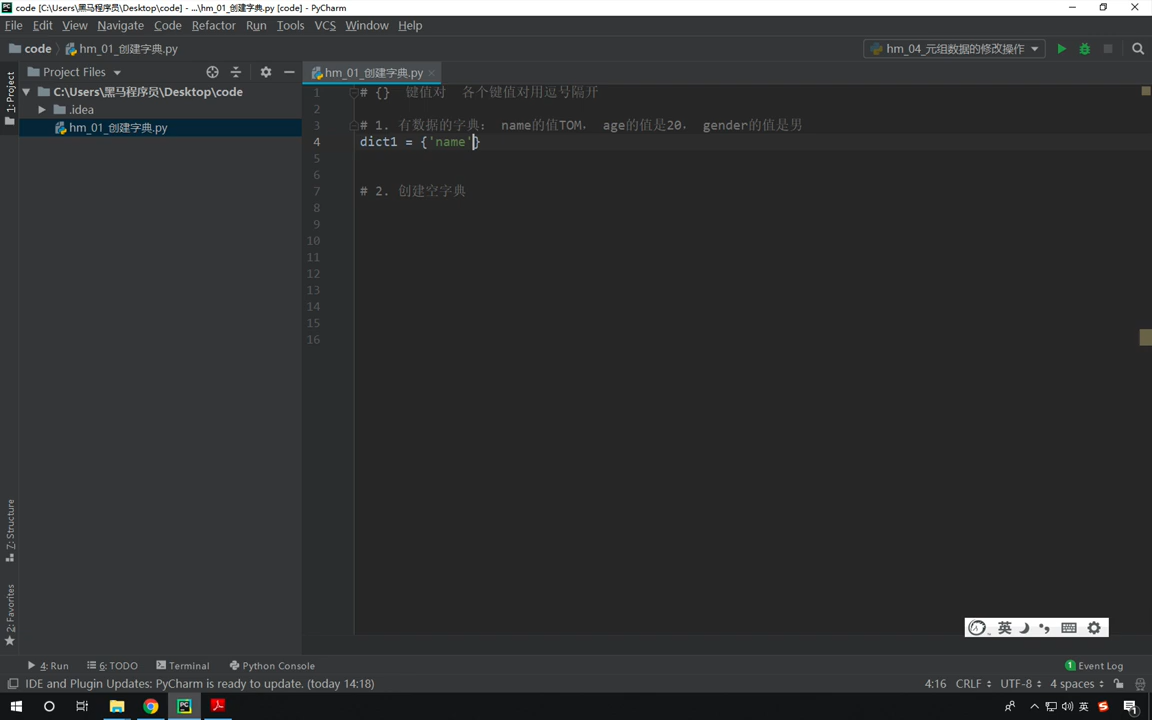 code [C:\Users\黑马程序员\Desktop\code] - ...\hm_01_创建字典.py [code] - PyCharm
File Edit View Navigate Code Refactor Run Tools VCS Window Help
code hm_01_创建字典.py hm_04_元组数据的修改操作
1: Project
Project Files
hm_01_创建字典.py
C:\Users\黑马程序员\Desktop\code
.idea
hm_01_创建字典.py
1 # {} 键值对 各个键值对用逗号隔开
2
3 # 1. 有数据的字典： name的值TOM， age的值是20， gender的值是男
4 dict1 = {'name'}
5
6
7 # 2. 创建空字典
8
9
10
11
12
13
14
15
16
Z: Structure
2: Favorites
英
4: Run 6: TODO Terminal Python Console 1 Event Log
IDE and Plugin Updates: PyCharm is ready to update. (today 14:18) 4:16 CRLF UTF-8 4 spaces
英